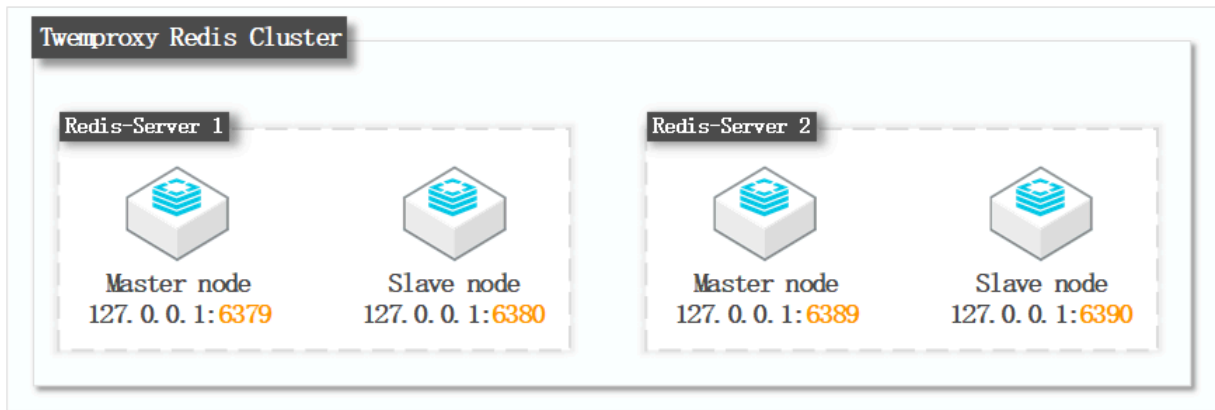 Twemproxy Redis Cluster
Redis-Server 1
Master node
127.0.0.1:6379
Slave node
127.0.0.1:6380
Redis-Server 2
Master node
127.0.0.1:6389
Slave node
127.0.0.1:6390